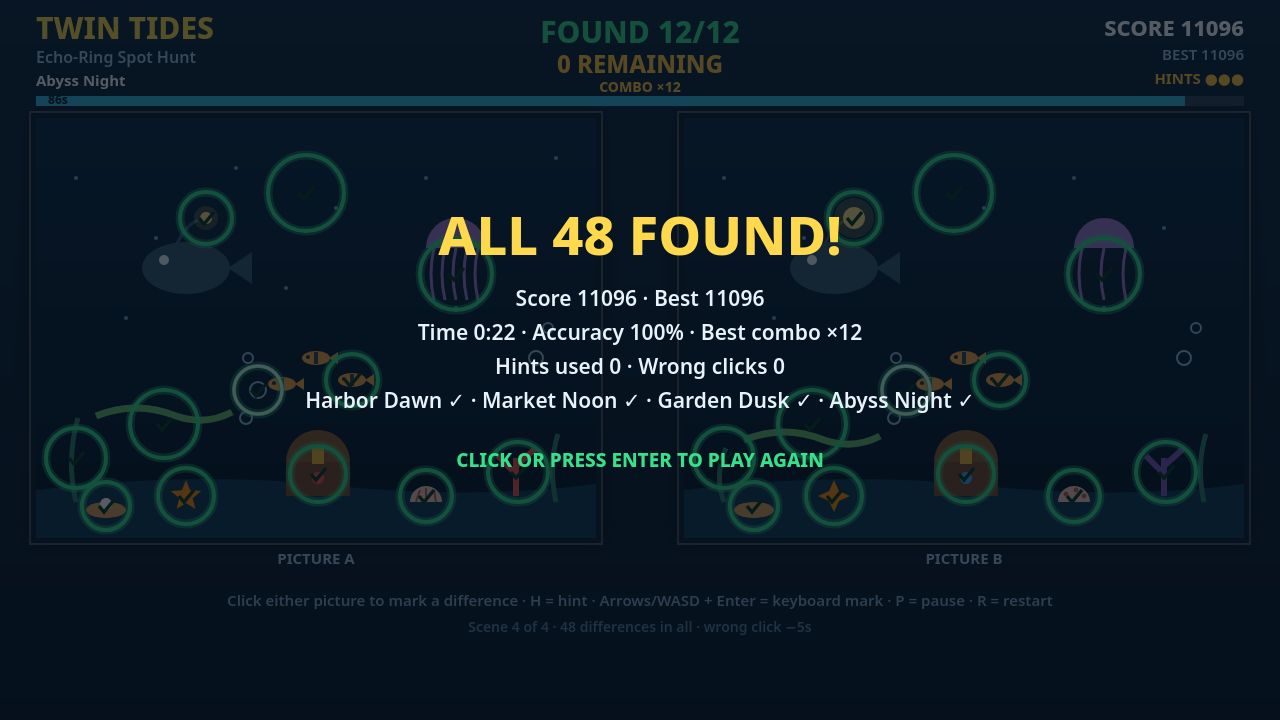 TWIN TIDES
Echo-Ring Spot Hunt
Abyss Night
FOUND 12/12
0 REMAINING
COMBO ×12
SCORE 11096
BEST 11096
HINTS
86s
ALL 48 FOUND!
Score 11096 · Best 11096
Time 0:22 · Accuracy 100% · Best combo ×12
Hints used 0 · Wrong clicks 0
Harbor Dawn ✓ · Market Noon ✓ · Garden Dusk ✓ · Abyss Night ✓
CLICK OR PRESS ENTER TO PLAY AGAIN
PICTURE A
PICTURE B
Click either picture to mark a difference · H = hint · Arrows/WASD + Enter = keyboard mark · P = pause · R = restart
Scene 4 of 4 · 48 differences in all · wrong click −5s